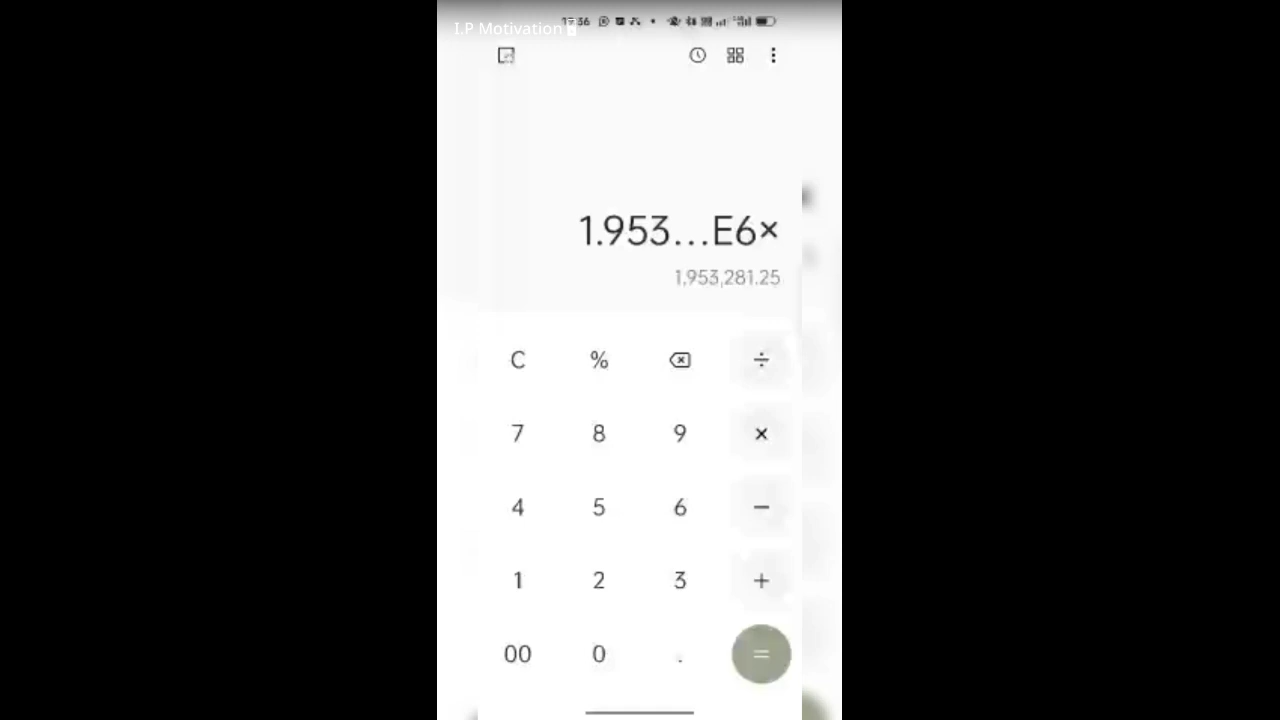 I.P Motivation
1.953...E6×
1,953,281.25
C % ÷
7 8 9 ×
4 5 6 −
1 2 3 +
00 0 . =